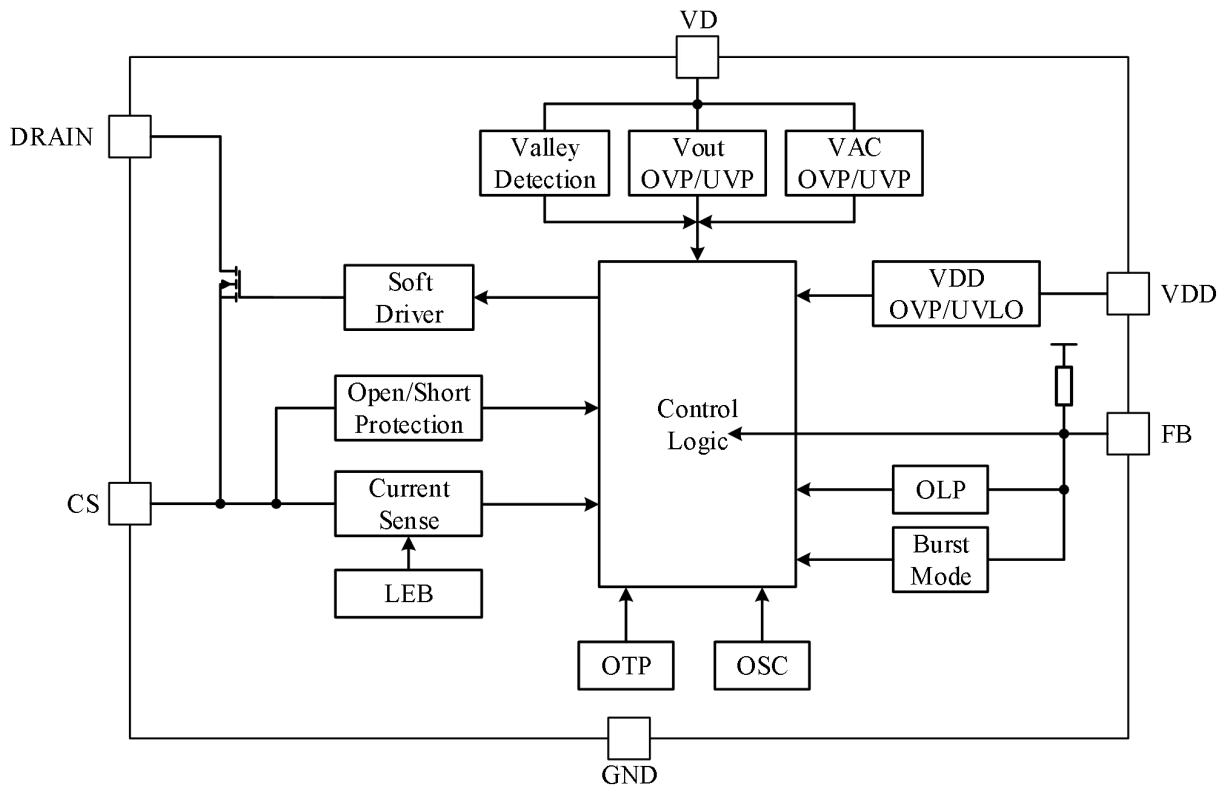 VD
DRAIN
Valley
Detection
Vout
OVP/UVP
VAC
OVP/UVP
Soft
Driver
VDD
OVP/UVLO
VDD
Open/Short
Protection
Control
Logic
FB
CS
Current
Sense
OLP
Burst
Mode
LEB
OTP
OSC
GND